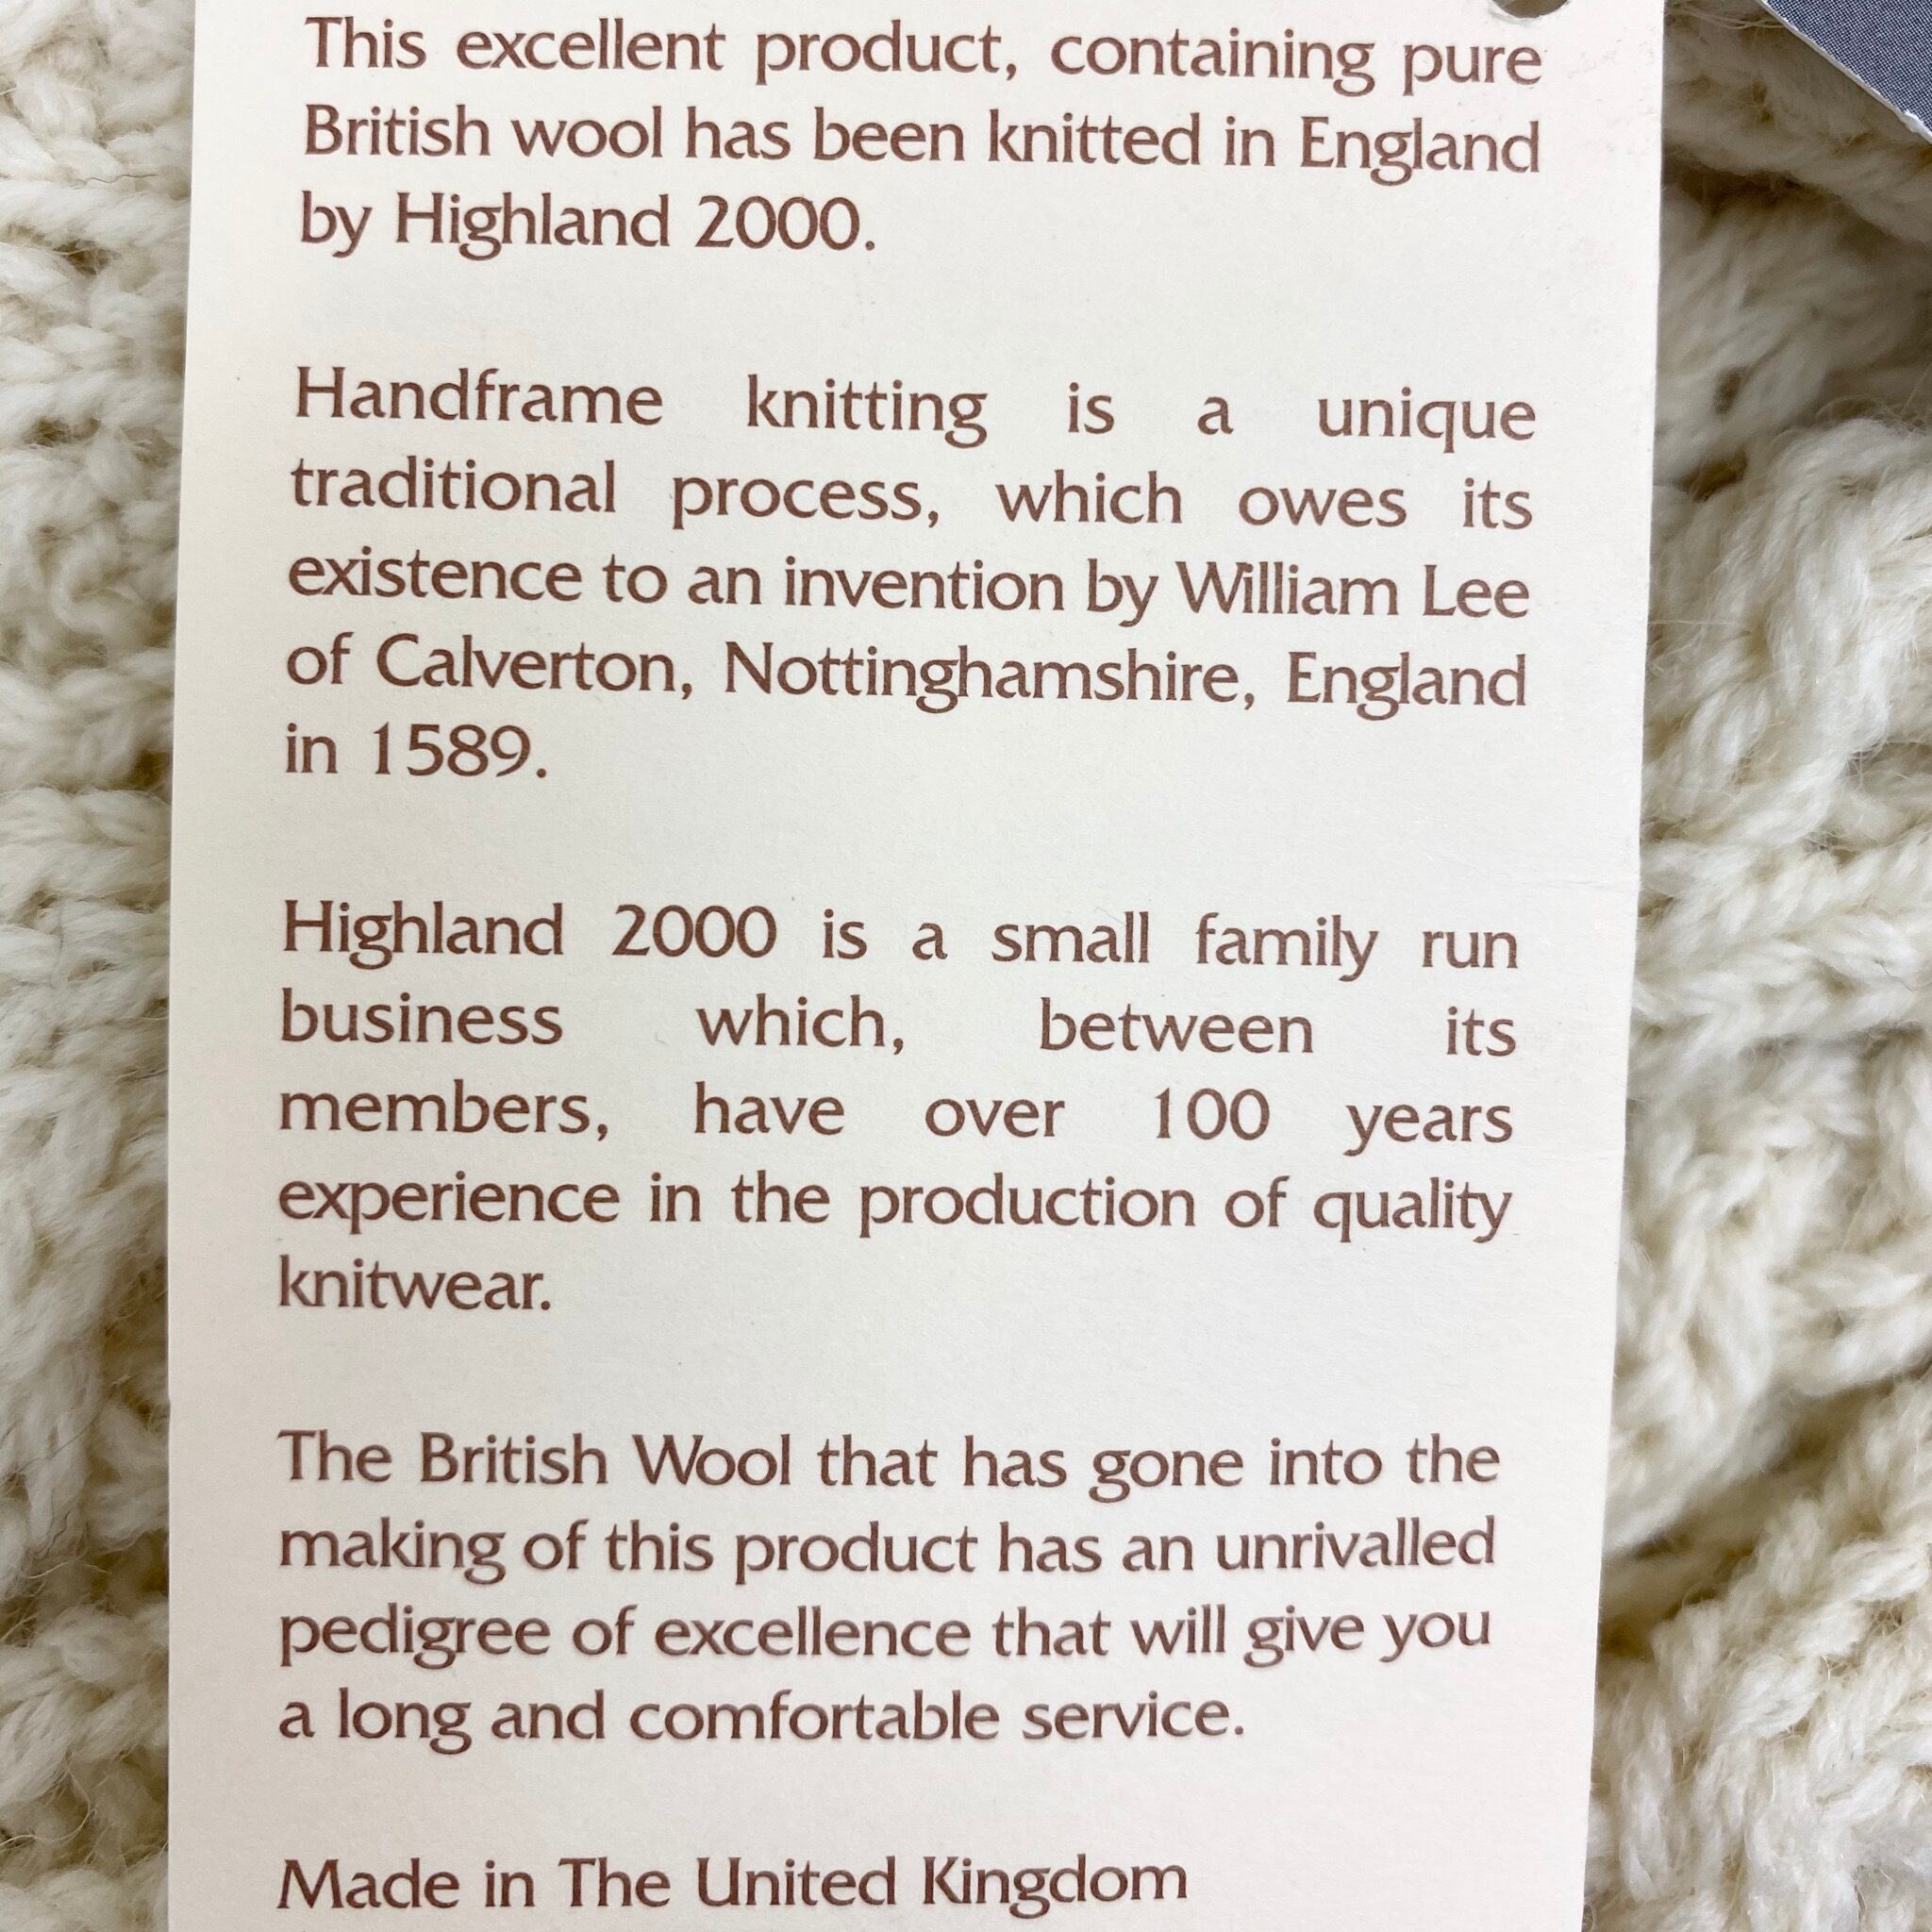 This excellent product, containing pure
British wool has been knitted in England
by Highland 2000.
Handframe knitting is a unique
traditional process, which owes its
existence to an invention by William Lee
of Calverton, Nottinghamshire, England
in 1589.
Highland 2000 is a small family run
business which, between its
members, have over 100 years
experience in the production of quality
knitwear.
The British Wool that has gone into the
making of this product has an unrivalled
pedigree of excellence that will give you
a long and comfortable service.
Made in The United Kingdom